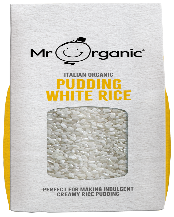 Mr Organic®
ITALIAN ORGANIC
PUDDING
WHITE RICE
PERFECT FOR MAKING INDULGENT
CREAMY RICE PUDDING